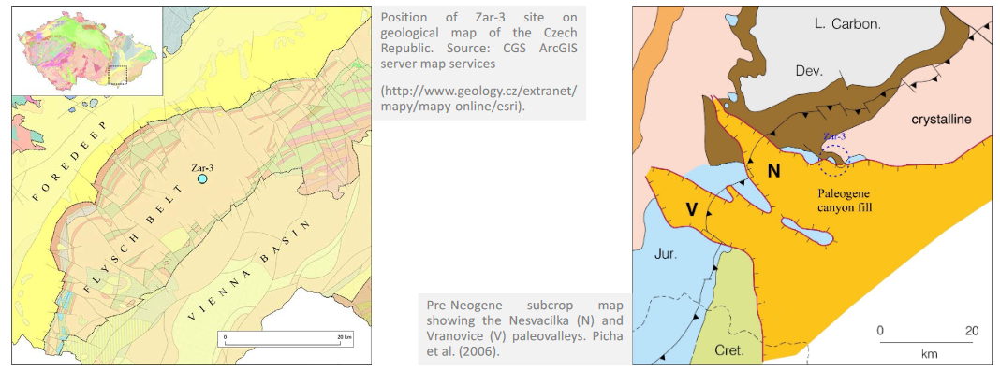 FOREDEEP
FLYSCH BELT
VIENNA BASIN
Zar-3
0
20 km
Position of Zar-3 site on
geological map of the Czech
Republic. Source: CGS ArcGIS
server map services
(http://www.geology.cz/extranet/
mapy/mapy-online/esri).
Pre-Neogene subcrop map
showing the Nesvacilka (N) and
Vranovice (V) paleovalleys. Picha
et al. (2006).
L. Carbon.
Dev.
crystalline
Zar-3
N
Paleogene
canyon fill
V
Jur.
Cret.
0
20
km